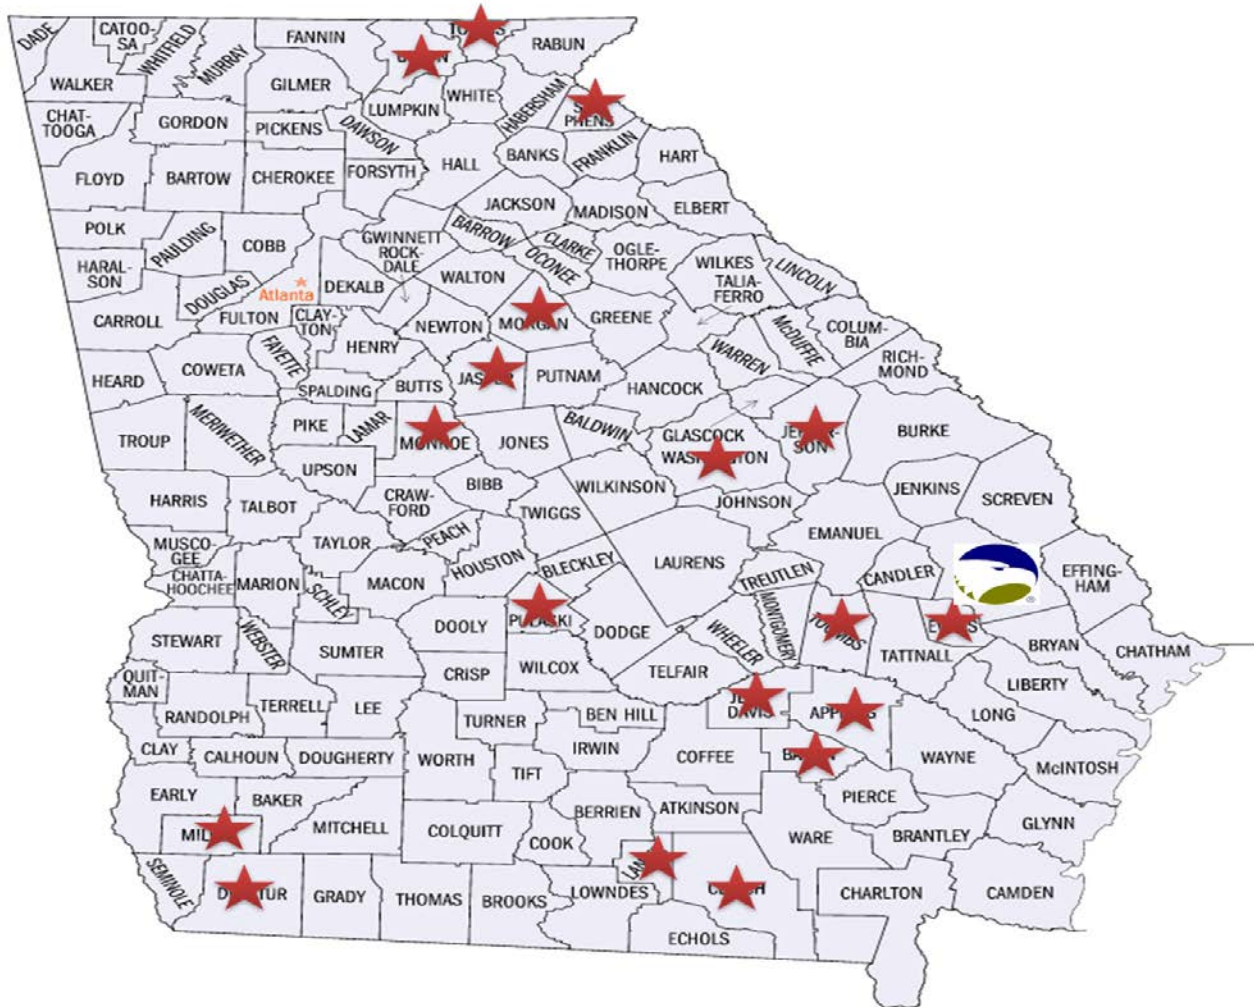 DADE
CATOO-
SA
WHITFIELD
MURRAY
FANNIN
RABUN
WALKER
GILMER
LUMPKIN
WHITE
HABERSHAM
PHENS
CHAT-
TOOGA
GORDON
PICKENS
DAWSON
HALL
BANKS
FRANKLIN
HART
FLOYD
BARTOW
CHEROKEE
FORSYTH
JACKSON
MADISON
ELBERT
POLK
PAULDING
COBB
GWINNETT
BARROW
CLARKE
OCONEE
OGLE-
THORPE
HARAL-
SON
ROCK-
DALE
WALTON
WILKES
TALIA-
FERRO
LINCOLN
DOUGLAS
Atlanta
DEKALB
CARROLL
FULTON
CLAY-
TON
NEWTON
MORGAN
GREENE
McDUFFIE
COLUM-
BIA
FAYETTE
HENRY
WARREN
RICH-
MOND
HEARD
COWETA
SPALDING
BUTTS
PUTNAM
HANCOCK
TROUP
MERIWETHER
PIKE
LAMAR
MONROE
JONES
BALDWIN
GLASCOCK
SON
BURKE
UPSON
HARRIS
TALBOT
CRAW-
FORD
BIBB
WILKINSON
JOHNSON
JENKINS
SCREVEN
TWIGGS
MUSCO-
GEE
TAYLOR
PEACH
EMANUEL
CHATTA-
HOOCHEE
MARION
SCHLEY
MACON
HOUSTON
BLECKLEY
LAURENS
TREUTLEN
CANDLER
EFFING-
HAM
STEWART
WEBSTER
SUMTER
DOOLY
DODGE
WHEELER
MONTGOMERY
TATTNALL
BRYAN
CHATHAM
QUIT-
MAN
RANDOLPH
TERRELL
LEE
CRISP
WILCOX
TELFAIR
LIBERTY
TURNER
BEN HILL
DAVIS
LONG
CLAY
CALHOUN
DOUGHERTY
WORTH
IRWIN
COFFEE
WAYNE
McINTOSH
TIFT
EARLY
BAKER
MITCHELL
COLQUITT
COOK
BERRIEN
ATKINSON
PIERCE
WARE
BRANTLEY
GLYNN
SEMINOLE
GRADY
THOMAS
BROOKS
LOWNDES
CHARLTON
CAMDEN
ECHOLS
®